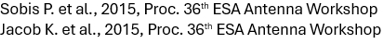 Sobis P. et al., 2015, Proc. 36th ESA Antenna Workshop
Jacob K. et al., 2015, Proc. 36th ESA Antenna Workshop